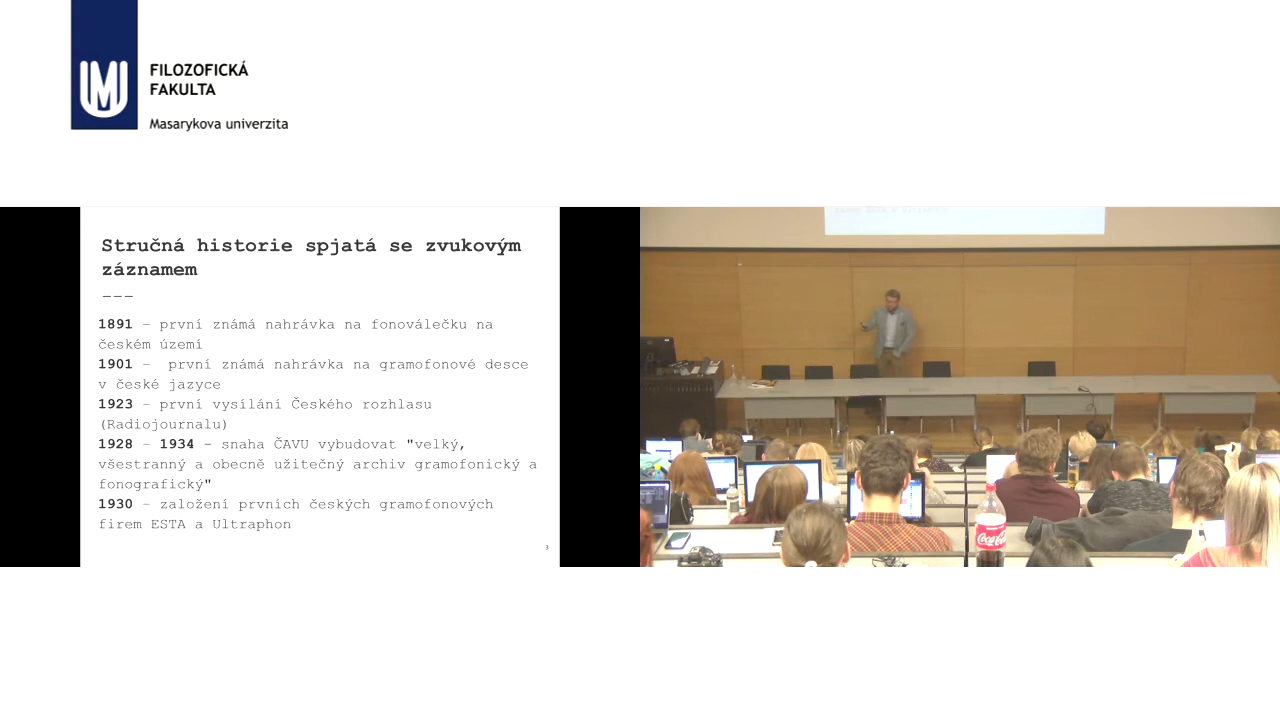 FILOZOFICKÁ
FAKULTA
Masarykova univerzita
Stručná historie spjatá se zvukovým
záznamem
———
1891 – první známá nahrávka na fonoválečku na
českém území
1901 –  první známá nahrávka na gramofonové desce
v české jazyce
1923 – první vysílání Českého rozhlasu
(Radiojournalu)
1928 – 1934 – snaha ČAVU vybudovat "velký,
všestranný a obecně užitečný archiv gramofonický a
fonografický"
1930 – založení prvních českých gramofonových
firem ESTA a Ultraphon
3
Coca-Cola